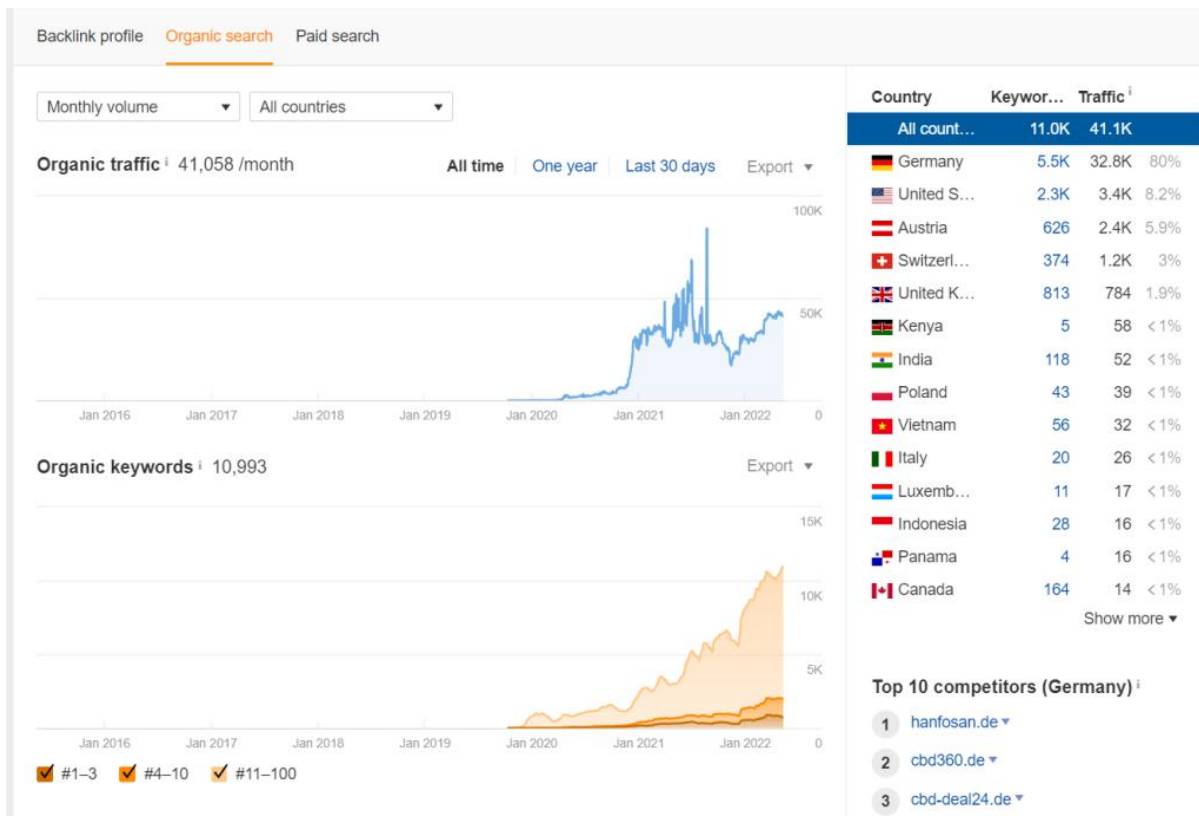 Backlink profile Organic search Paid search
Monthly volume All countries
Organic traffic i 41,058 /month All time One year Last 30 days Export
100K
50K
Jan 2016 Jan 2017 Jan 2018 Jan 2019 Jan 2020 Jan 2021 Jan 2022 0
Organic keywords i 10,993 Export
15K
10K
5K
Jan 2016 Jan 2017 Jan 2018 Jan 2019 Jan 2020 Jan 2021 Jan 2022 0
#1–3 #4–10 #11–100
Country Keywor... Traffic i
All count... 11.0K 41.1K
Germany 5.5K 32.8K 80%
United S... 2.3K 3.4K 8.2%
Austria 626 2.4K 5.9%
Switzerl... 374 1.2K 3%
United K... 813 784 1.9%
Kenya 5 58 <1%
India 118 52 <1%
Poland 43 39 <1%
Vietnam 56 32 <1%
Italy 20 26 <1%
Luxemb... 11 17 <1%
Indonesia 28 16 <1%
Panama 4 16 <1%
Canada 164 14 <1%
Show more
Top 10 competitors (Germany) i
1 hanfosan.de
2 cbd360.de
3 cbd-deal24.de